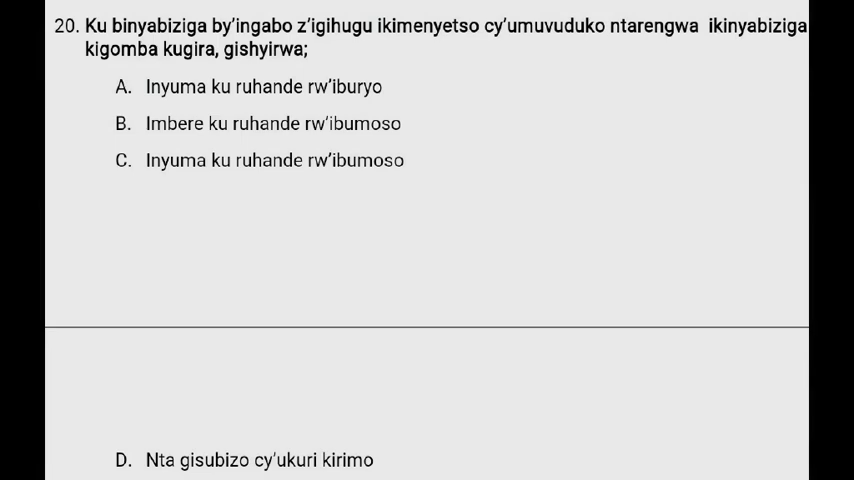 20. Ku binyabiziga by'ingabo z'igihugu ikimenyetso cy'umuvuduko ntarengwa ikinyabiziga
kigomba kugira, gishyirwa;
A. Inyuma ku ruhande rw'iburyo
B. Imbere ku ruhande rw'ibumoso
C. Inyuma ku ruhande rw'ibumoso
D. Nta gisubizo cy'ukuri kirimo